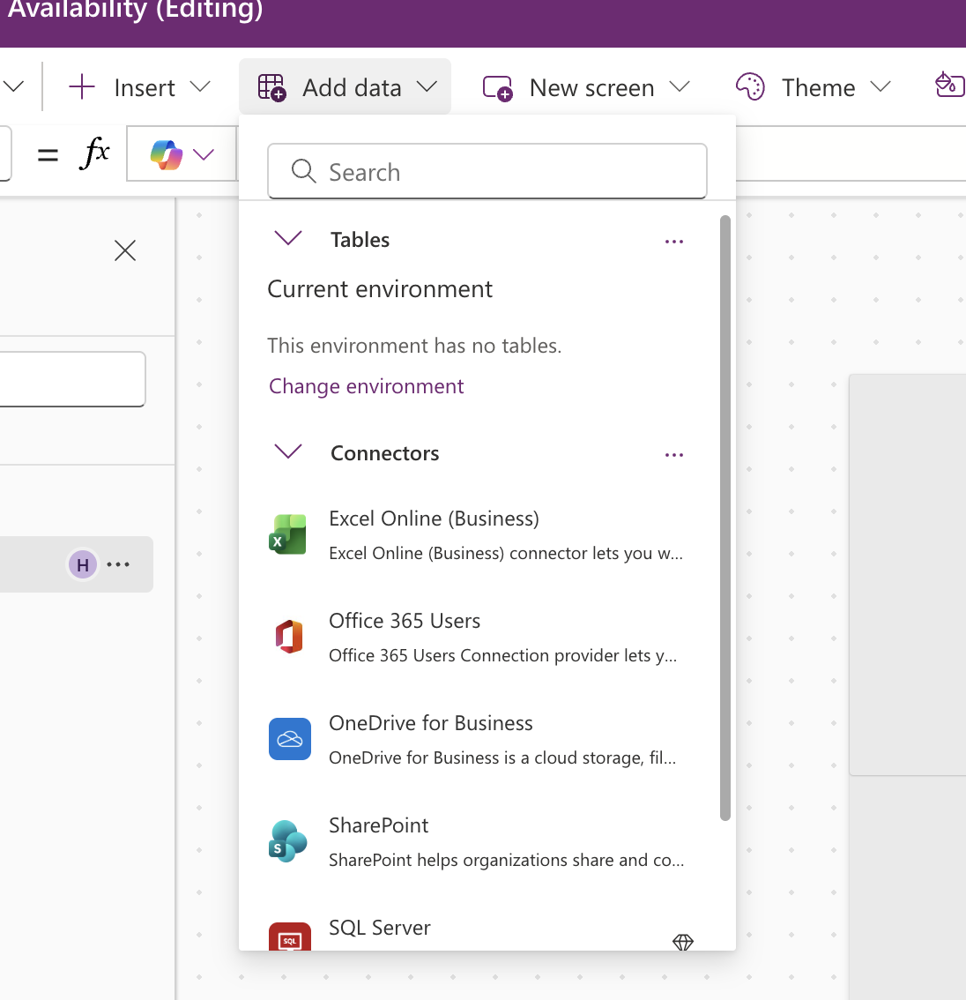 Availability (Editing)
Insert
Add data
New screen
Theme
= fx
Search
Tables
...
Current environment
This environment has no tables.
Change environment
Connectors
...
Excel Online (Business)
X
Excel Online (Business) connector lets you w...
H ...
Office 365 Users
Office 365 Users Connection provider lets y...
OneDrive for Business
OneDrive for Business is a cloud storage, fil...
SharePoint
S
SharePoint helps organizations share and co...
SQL Server
SQL